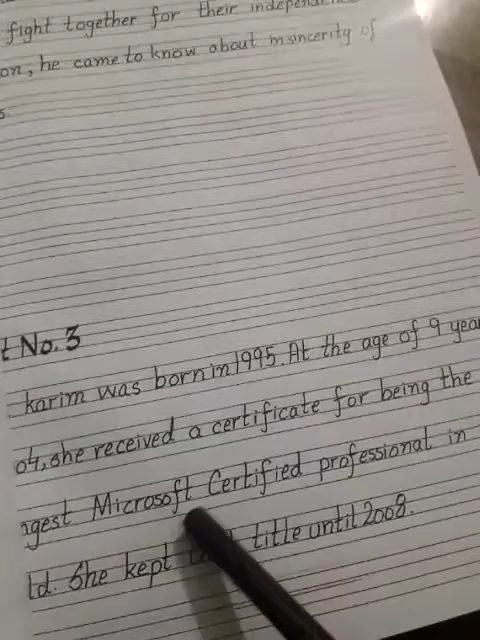 fight together for their independence
on, he came to know about insincerity of
s.
t No. 3
karim was born in 1995. At the age of 9 year
04, she received a certificate for being the
ngest Microsoft Certified professional in
ld. She kept title until 2008.